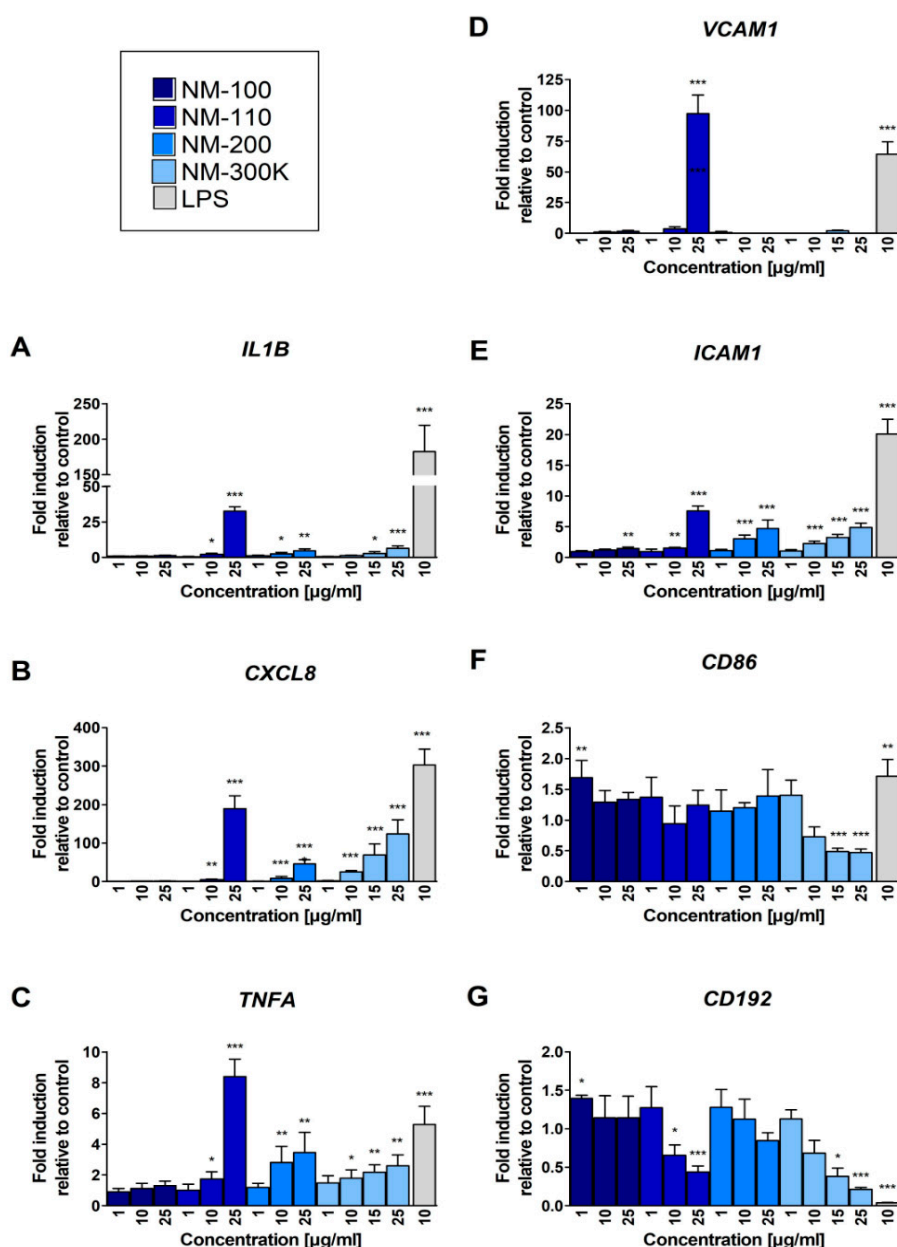 NM-100
NM-110
NM-200
NM-300K
LPS
A
IL1B
Fold induction
relative to control
250
200
150
100
50
25
0
* *** * ** * *** ***
1 10 25 1 10 25 1 10 25 1 10 15 25 10
Concentration [µg/ml]
B
CXCL8
Fold induction
relative to control
400
300
200
100
0
** *** *** *** *** *** *** ***
1 10 25 1 10 25 1 10 25 1 10 15 25 10
Concentration [µg/ml]
C
TNFA
Fold induction
relative to control
10
8
6
4
2
0
* *** ** ** * ** ** ***
1 10 25 1 10 25 1 10 25 1 10 15 25 10
Concentration [µg/ml]
D
VCAM1
Fold induction
relative to control
125
100
75
50
25
0
*** ***
1 10 25 1 10 25 1 10 25 1 10 15 25 10
Concentration [µg/ml]
E
ICAM1
Fold induction
relative to control
25
20
15
10
5
0
** ** *** *** *** *** *** *** ***
1 10 25 1 10 25 1 10 25 1 10 15 25 10
Concentration [µg/ml]
F
CD86
Fold induction
relative to control
2.5
2.0
1.5
1.0
0.5
0.0
** *** *** **
1 10 25 1 10 25 1 10 25 1 10 15 25 10
Concentration [µg/ml]
G
CD192
Fold induction
relative to control
2.0
1.5
1.0
0.5
0.0
* * *** * *** ***
1 10 25 1 10 25 1 10 25 1 10 15 25 10
Concentration [µg/ml]